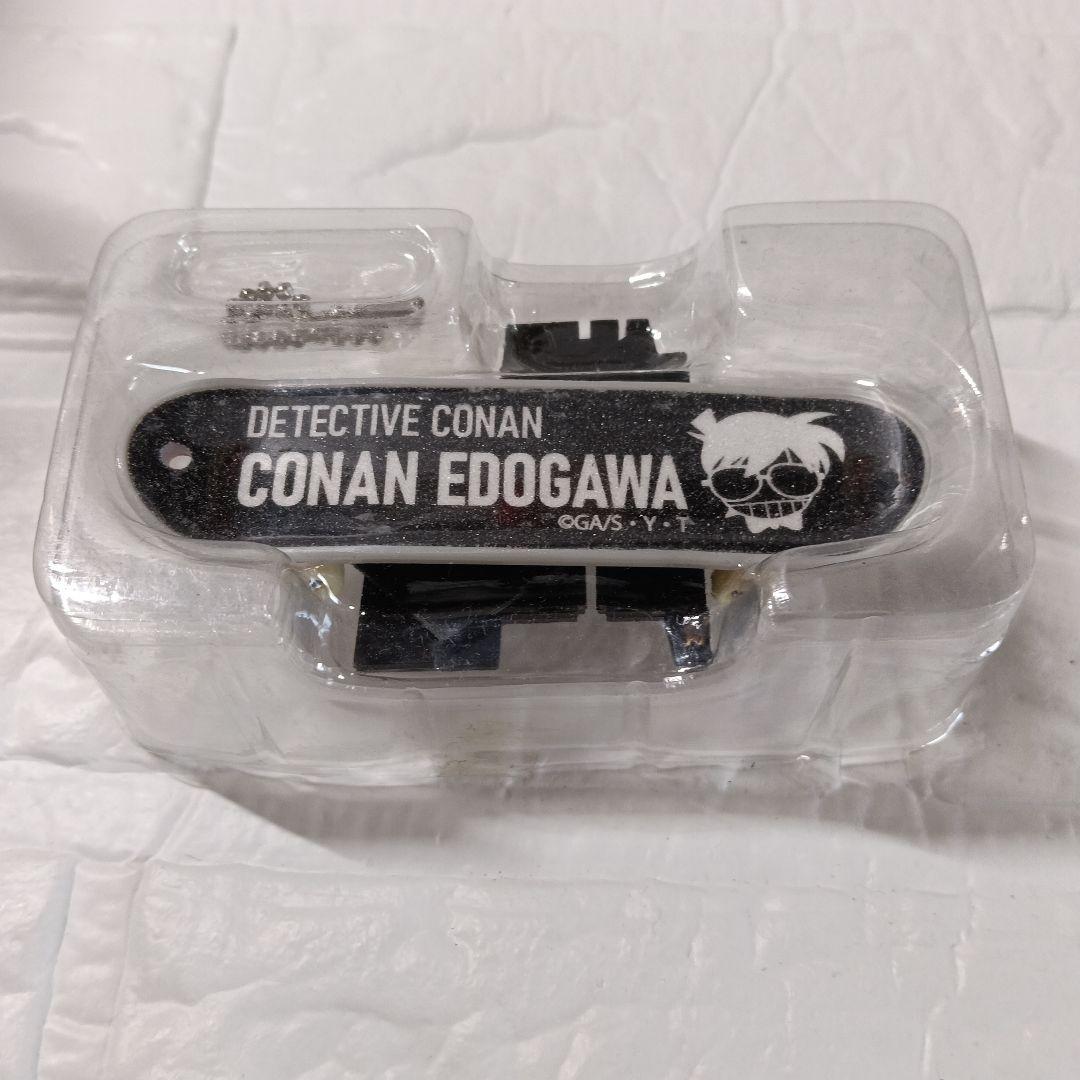 DETECTIVE CONAN
CONAN EDOGAWA
©GA/S・Y・T